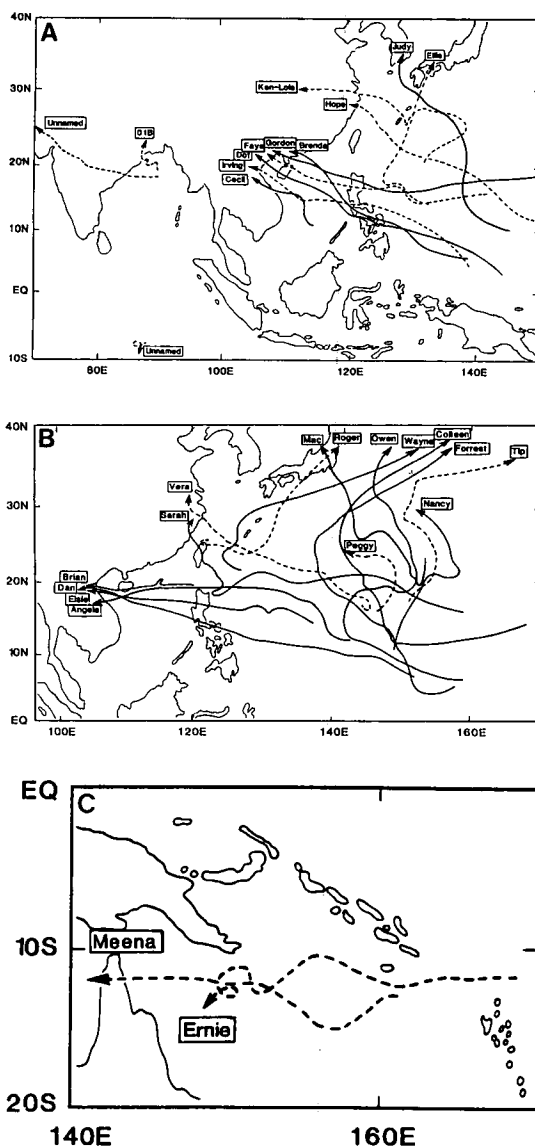 A
40N
30N
20N
10N
EQ
10S
80E
100E
120E
140E
Judy
Ellis
Ken-Lola
Hope
Unnamed
01B
Faye
Gordon
Brenda
Dot
Irving
Cecil
Unnamed
B
40N
30N
20N
10N
EQ
100E
120E
140E
160E
Mac
Roger
Owen
Wayne
Colleen
Forrest
Tip
Vera
Sarah
Nancy
Peggy
Brian
Dan
Elsie
Angela
C
EQ
10S
20S
140E
160E
Meena
Ernie